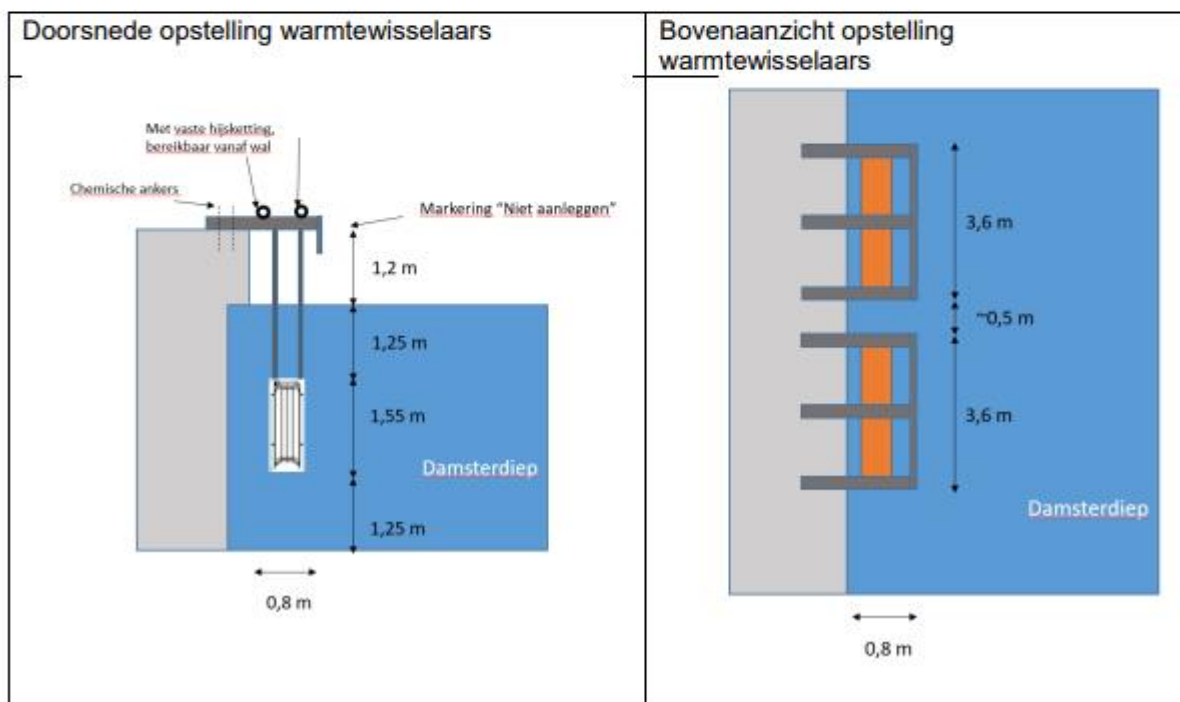 Doorsnede opstelling warmtewisselaars
Met vaste hijsketting,
bereikbaar vanaf wal
Chemische ankers
Markering "Niet aanleggen"
1,2 m
1,25 m
1,55 m
Damsterdiep
1,25 m
0,8 m
Bovenaanzicht opstelling
warmtewisselaars
3,6 m
~0,5 m
3,6 m
Damsterdiep
0,8 m